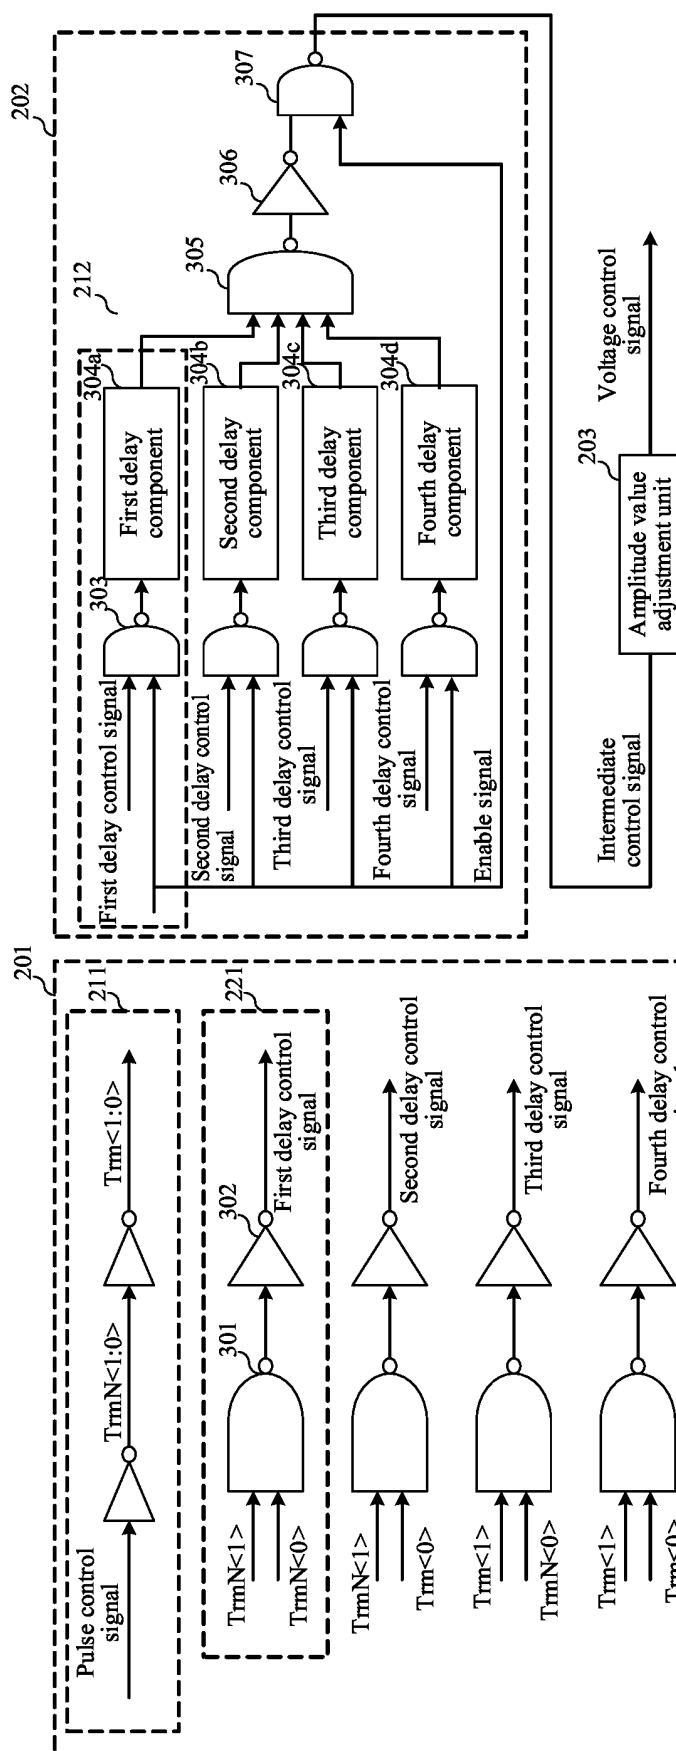 201
211
Pulse control
signal
TrmN<1:0>
Trm<1:0>
221
TrmN<1>
TrmN<0>
301
302
First delay control
signal
TrmN<1>
Trm<0>
Second delay control
signal
Trm<1>
TrmN<0>
Third delay control
signal
Trm<1>
Trm<0>
Fourth delay control
202
212
First delay control signal
303
304a
First delay
component
Second delay control
signal
304b
Second delay
component
Third delay control
signal
304c
Third delay
component
Fourth delay control
signal
304d
Fourth delay
component
Enable signal
305
306
307
Intermediate
control signal
203
Amplitude value
adjustment unit
Voltage control
signal